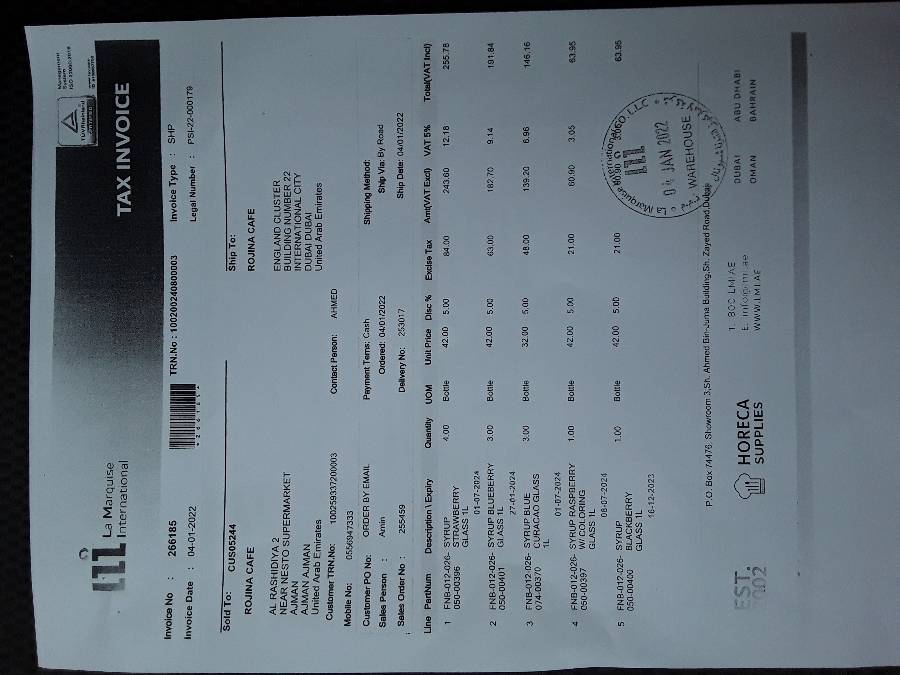 La Marquise
International
Management
System
ISO 22000:2018
TÜVRheinland
CERTIFIED
TAX INVOICE
Invoice No : 266185
TRN.No : 100200240800003
Invoice Type : SHP
Invoice Date : 04-01-2022
Legal Number : PSI-22-000179
Sold To: CUS05244
Ship To:
ROJINA CAFE
ROJINA CAFE
AL RASHIDIYA 2
NEAR NESTO SUPERMARKET
AJMAN
AJMAN AJMAN
United Arab Emirates
ENGLAND CLUSTER
BUILDING NUMBER 22
INTERNATIONAL CITY
DUBAI DUBAI
United Arab Emirates
Customer TRN.No: 100259337200003
Mobile No: 0556947333
Contact Person: AHMED
Customer PO No: ORDER BY EMAIL
Payment Terms: Cash
Shipping Method:
Sales Person : Amin
Ordered: 04/01/2022
Ship Via: By Road
Sales Order No : 255459
Delivery No: 253017
Ship Date: 04/01/2022
Line PartNum Description \ Expiry Quantity UOM Unit Price Disc % Excise Tax Amt(VAT Excl) VAT 5% Total(VAT Incl)
1 FNB-012-026- SYRUP 4.00 Bottle 42.00 5.00 84.00 243.60 12.18 255.78
050-00396 STRAWBERRY
GLASS 1L
01-07-2024
2 FNB-012-026- SYRUP BLUEBERRY 3.00 Bottle 42.00 5.00 63.00 182.70 9.14 191.84
050-00401 GLASS 1L
27-01-2024
3 FNB-012-026- SYRUP BLUE 3.00 Bottle 32.00 5.00 48.00 139.20 6.96 146.16
074-00370 CURACAO GLASS
1L
01-07-2024
4 FNB-012-026- SYRUP RASPBERRY 1.00 Bottle 42.00 5.00 21.00 60.90 3.05 63.95
050-00397 W/ COLORING
GLASS 1L
08-07-2024
5 FNB-012-026- SYRUP 1.00 Bottle 42.00 5.00 21.00 60.90 3.05 63.95
050-00400 BLACKBERRY
GLASS 1L
16-12-2023
La Marquise International CO. L.L.C
04 JAN 2022
WAREHOUSE
P.O. Box 74476, Showroom 3,Sh. Ahmed Bin-Juma Building,Sh. Zayed Road,Dubai
EST.
2002
HORECA
SUPPLIES
T. 800 LMI AE
E. info@lmi.ae
WWW.LMI.AE
DUBAI
OMAN
ABU DHABI
BAHRAIN